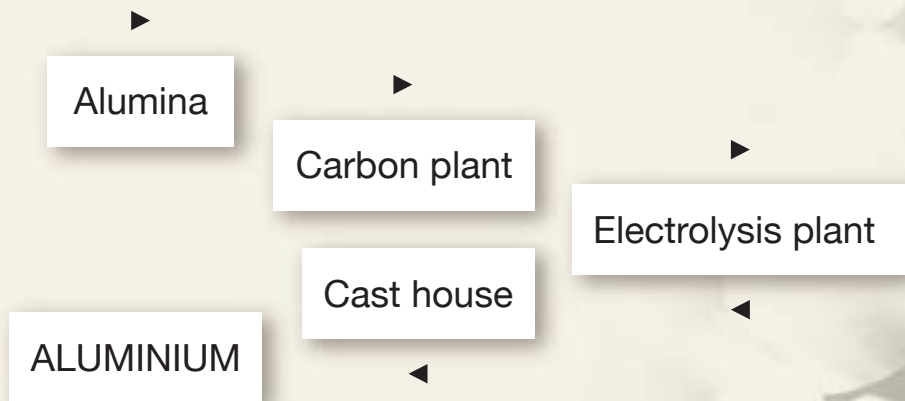 Alumina
Carbon plant
Electrolysis plant
Cast house
ALUMINIUM